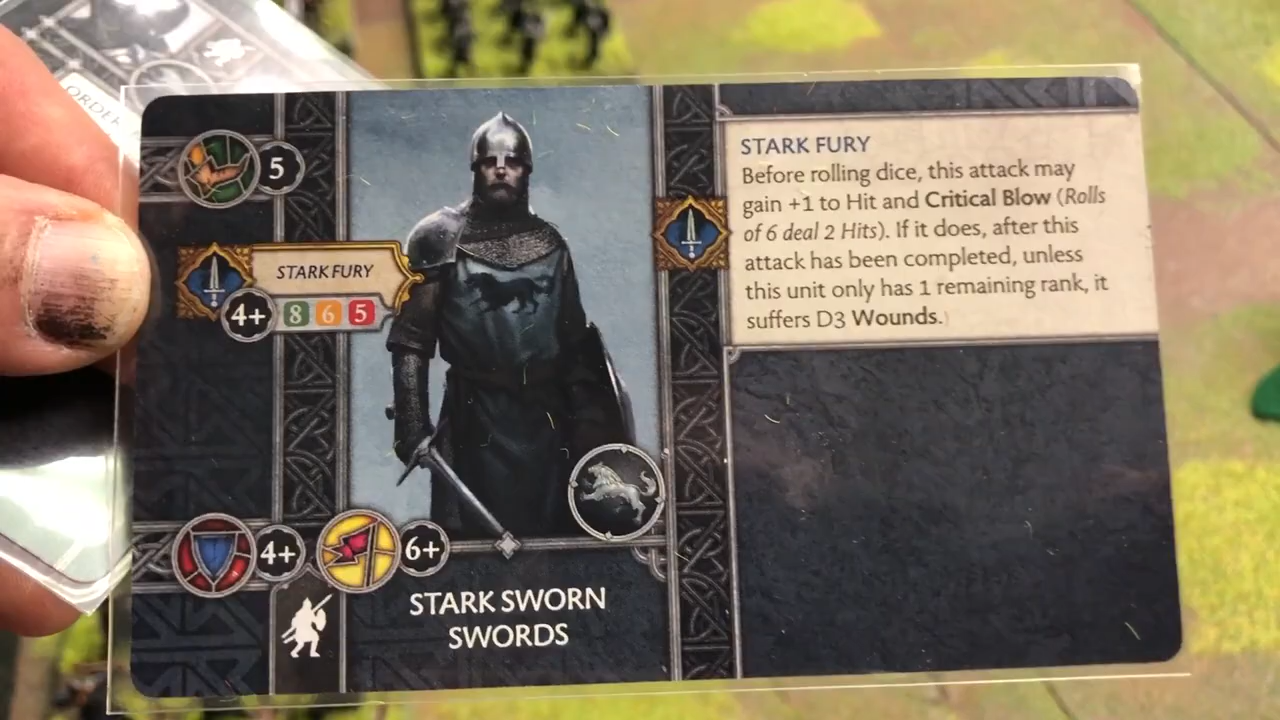 ORDER
5
STARK FURY
4+ 8 6 5
4+ 6+
STARK SWORN
SWORDS
STARK FURY
Before rolling dice, this attack may
gain +1 to Hit and Critical Blow (Rolls
of 6 deal 2 Hits). If it does, after this
attack has been completed, unless
this unit only has 1 remaining rank, it
suffers D3 Wounds.